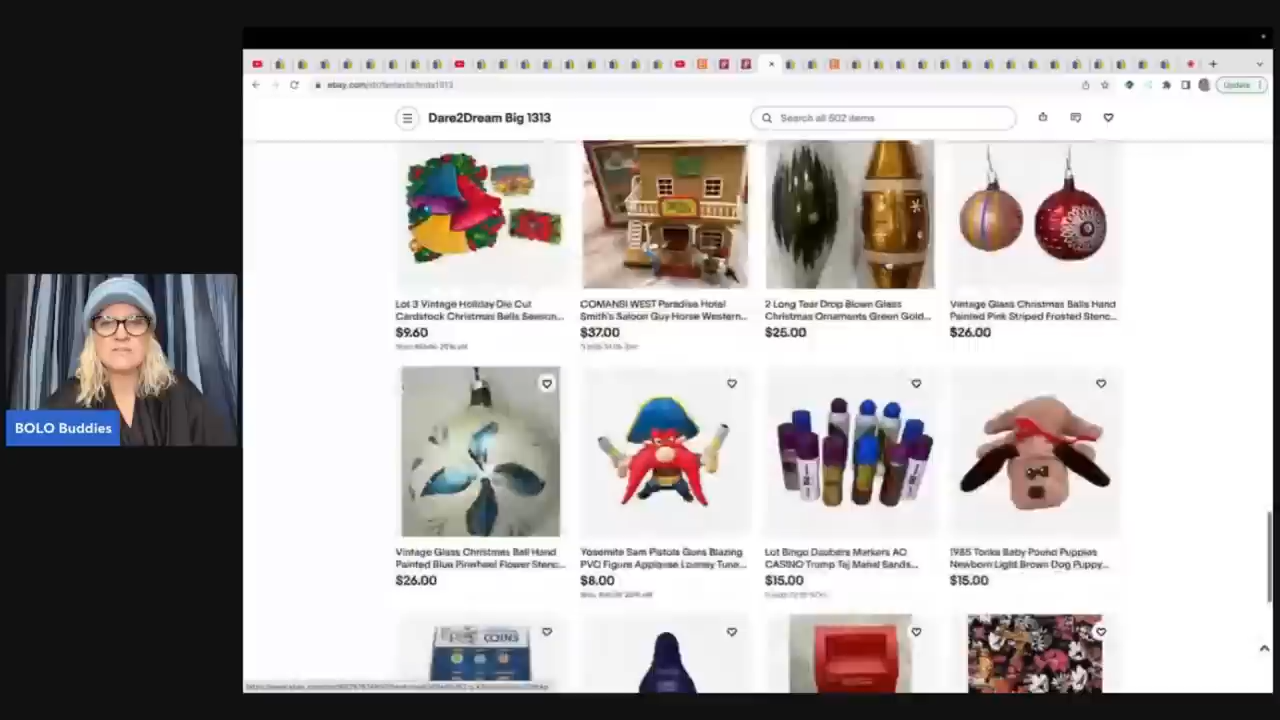 Update
Dare2Dream Big 1313
Search all 602 items
Lot 3 Vintage Holiday Die Cut
Cardstock Christmas Bells Season...
$9.60
COMANSI WEST Paradise Hotel
Smith's Saloon Guy Horse Western...
$37.00
2 Long Tear Drop Blown Glass
Christmas Ornaments Green Gold...
$25.00
Vintage Glass Christmas Balls Hand
Painted Pink Striped Frosted Stenc...
$26.00
BOLO Buddies
Vintage Glass Christmas Ball Hand
Painted Blue Pinwheel Flower Stenc...
$26.00
Yosemite Sam Pistols Guns Blazing
PVC Figure Applique Looney Tune...
$8.00
Lot Bingo Daubers Markers AC
CASINO Trump Taj Mahal Sands...
$15.00
1985 Tonka Baby Pound Puppies
Newborn Light Brown Dog Puppy...
$15.00
COINS